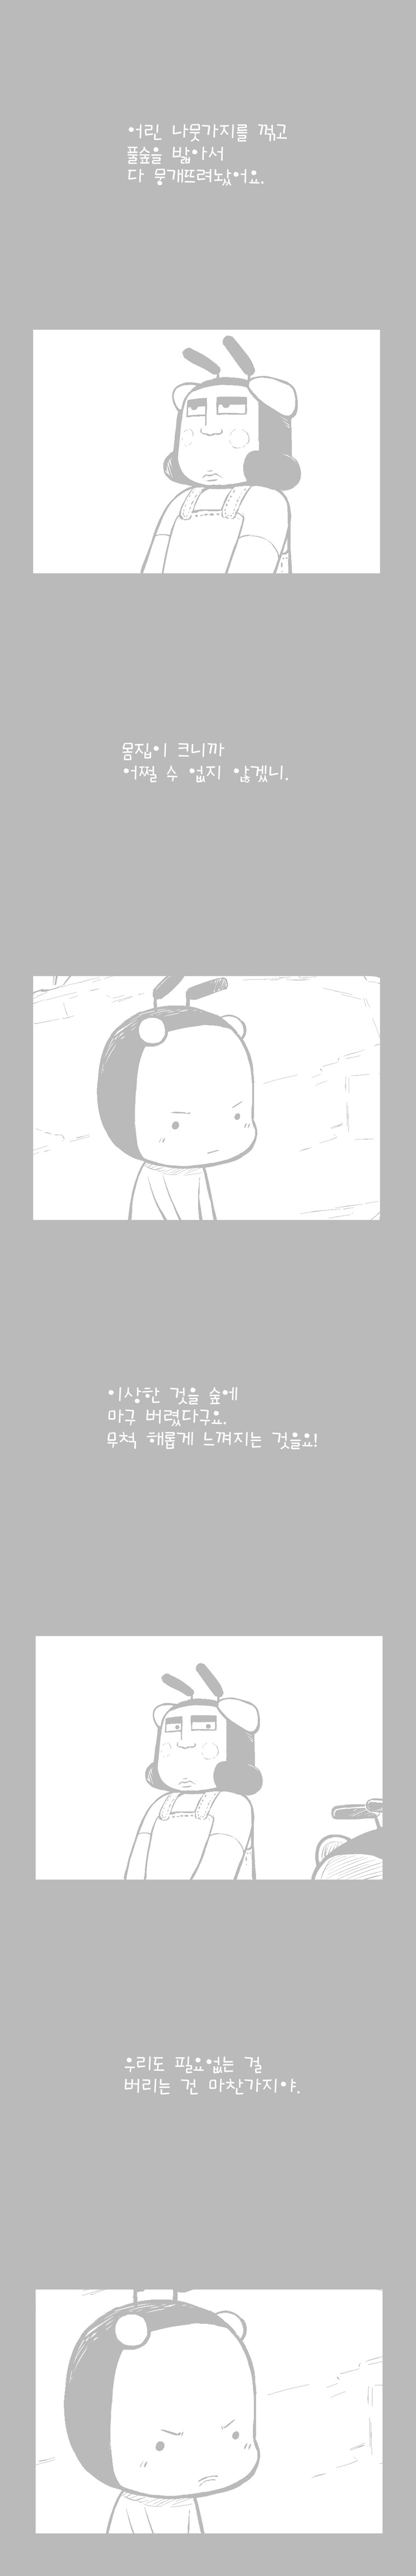 어린 나뭇가지를 꺾고
풀숲을 밟아서
다 뭉개뜨려놨어요.
몸집이 크니까
어쩔 수 없지 않겠니.
이상한 것을 숲에
마구 버렸다구요.
무척 해롭게 느껴지는 것을요!
우리도 필요없는 걸
버리는 건 마찬가지야.